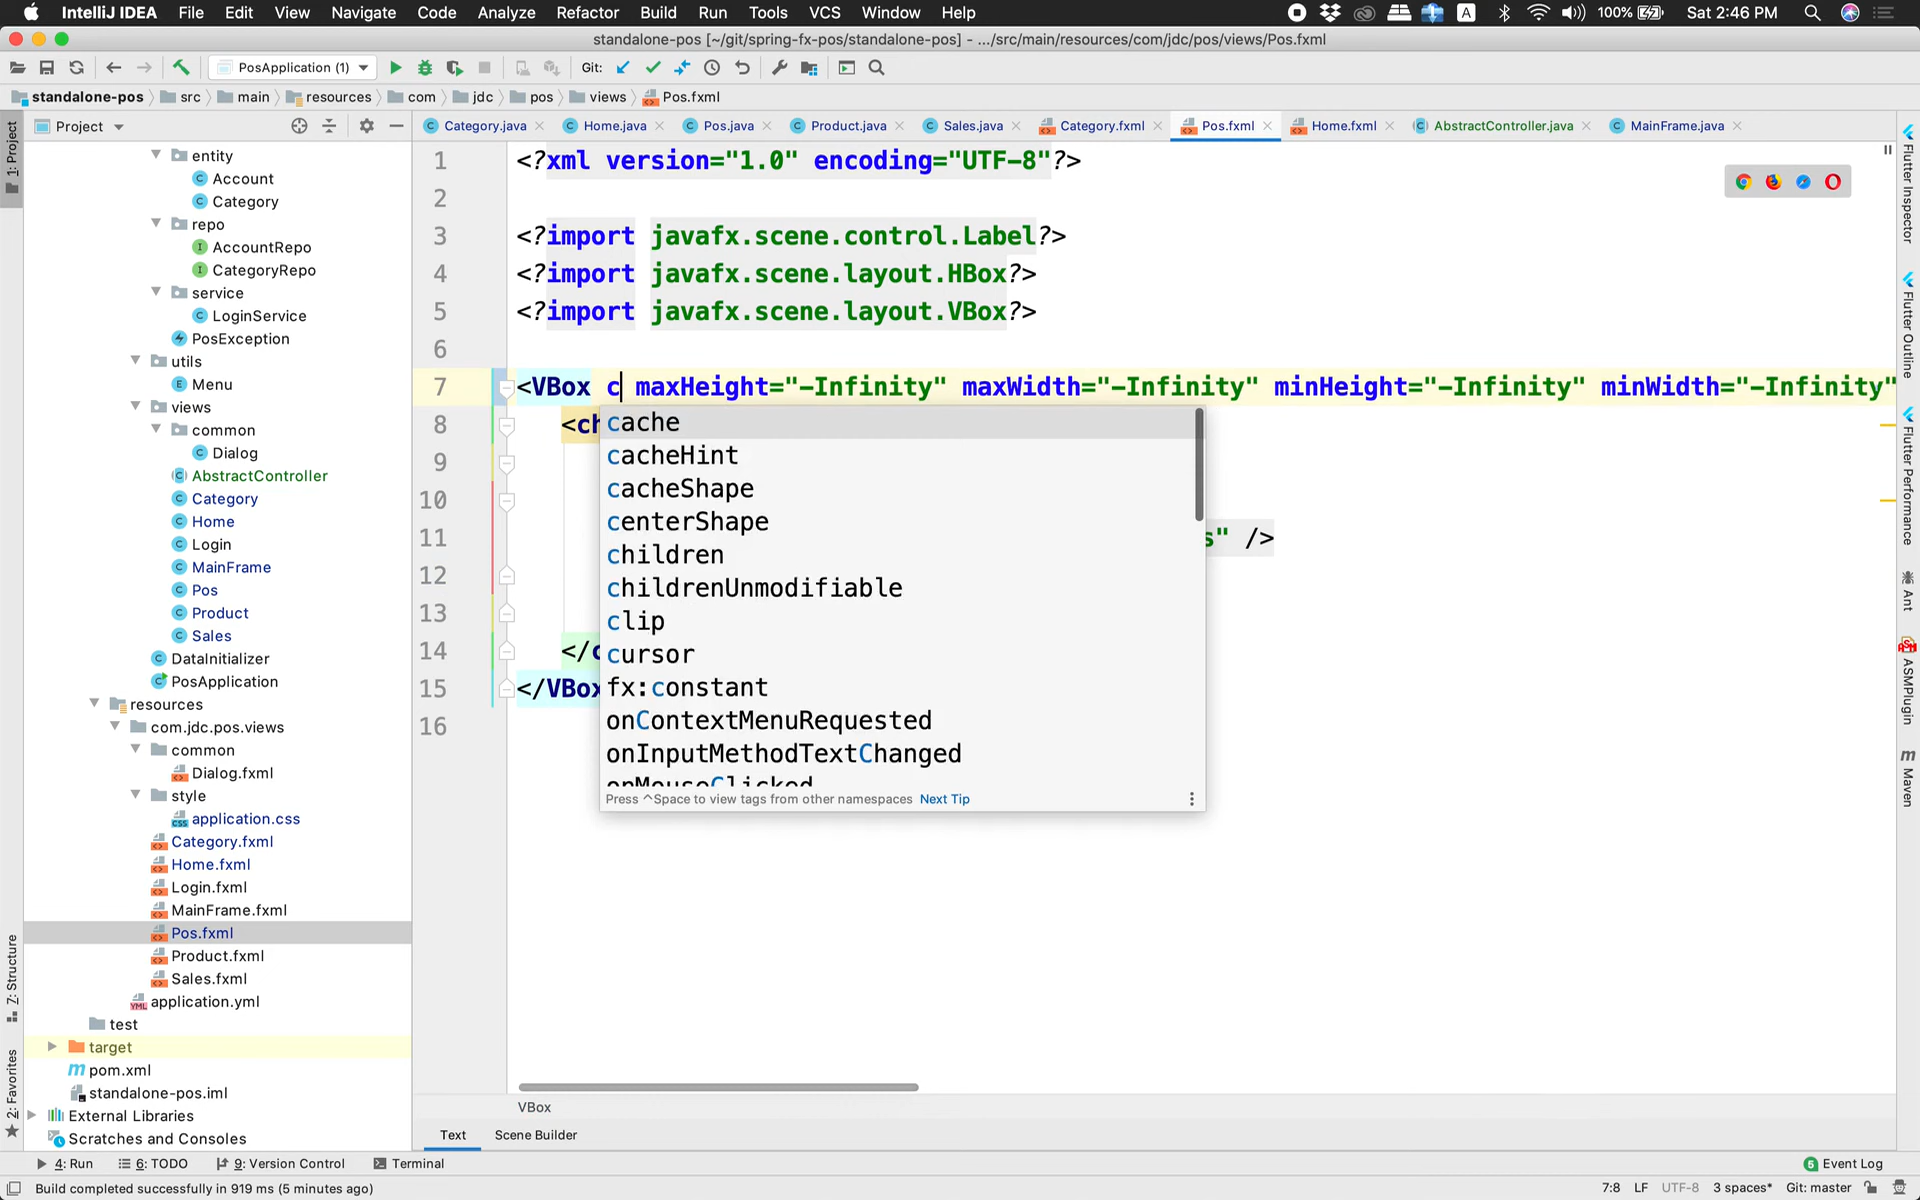 IntelliJ IDEA File Edit View Navigate Code Analyze Refactor Build Run Tools VCS Window Help 100% Sat 2:46 PM
standalone-pos [~/git/spring-fx-pos/standalone-pos] - .../src/main/resources/com/jdc/pos/views/Pos.fxml
PosApplication (1) Git:
standalone-pos src main resources com jdc pos views Pos.fxml
Project
Category.java Home.java Pos.java Product.java Sales.java Category.fxml Pos.fxml Home.fxml AbstractController.java MainFrame.java
1: Project
Z: Structure
2: Favorites
entity
Account
Category
repo
AccountRepo
CategoryRepo
service
LoginService
PosException
utils
Menu
views
common
Dialog
AbstractController
Category
Home
Login
MainFrame
Pos
Product
Sales
DataInitializer
PosApplication
resources
com.jdc.pos.views
common
Dialog.fxml
style
application.css
Category.fxml
Home.fxml
Login.fxml
MainFrame.fxml
Pos.fxml
Product.fxml
Sales.fxml
application.yml
test
target
pom.xml
standalone-pos.iml
External Libraries
Scratches and Consoles
1 <?xml version="1.0" encoding="UTF-8"?>
2
3 <?import javafx.scene.control.Label?>
4 <?import javafx.scene.layout.HBox?>
5 <?import javafx.scene.layout.VBox?>
6
7 <VBox c maxHeight="-Infinity" maxWidth="-Infinity" minHeight="-Infinity" minWidth="-Infinity"
8 <ch
9
10
11 s" />
12
13
14 </c
15 </VBox
16
cache
cacheHint
cacheShape
centerShape
children
childrenUnmodifiable
clip
cursor
fx:constant
onContextMenuRequested
onInputMethodTextChanged
onMouseClicked
Press ^Space to view tags from other namespaces Next Tip
VBox
Text Scene Builder
Flutter Inspector
Flutter Outline
Flutter Performance
Ant
ASMPlugin
Maven
4: Run 6: TODO 9: Version Control Terminal 5 Event Log
Build completed successfully in 919 ms (5 minutes ago) 7:8 LF UTF-8 3 spaces* Git: master